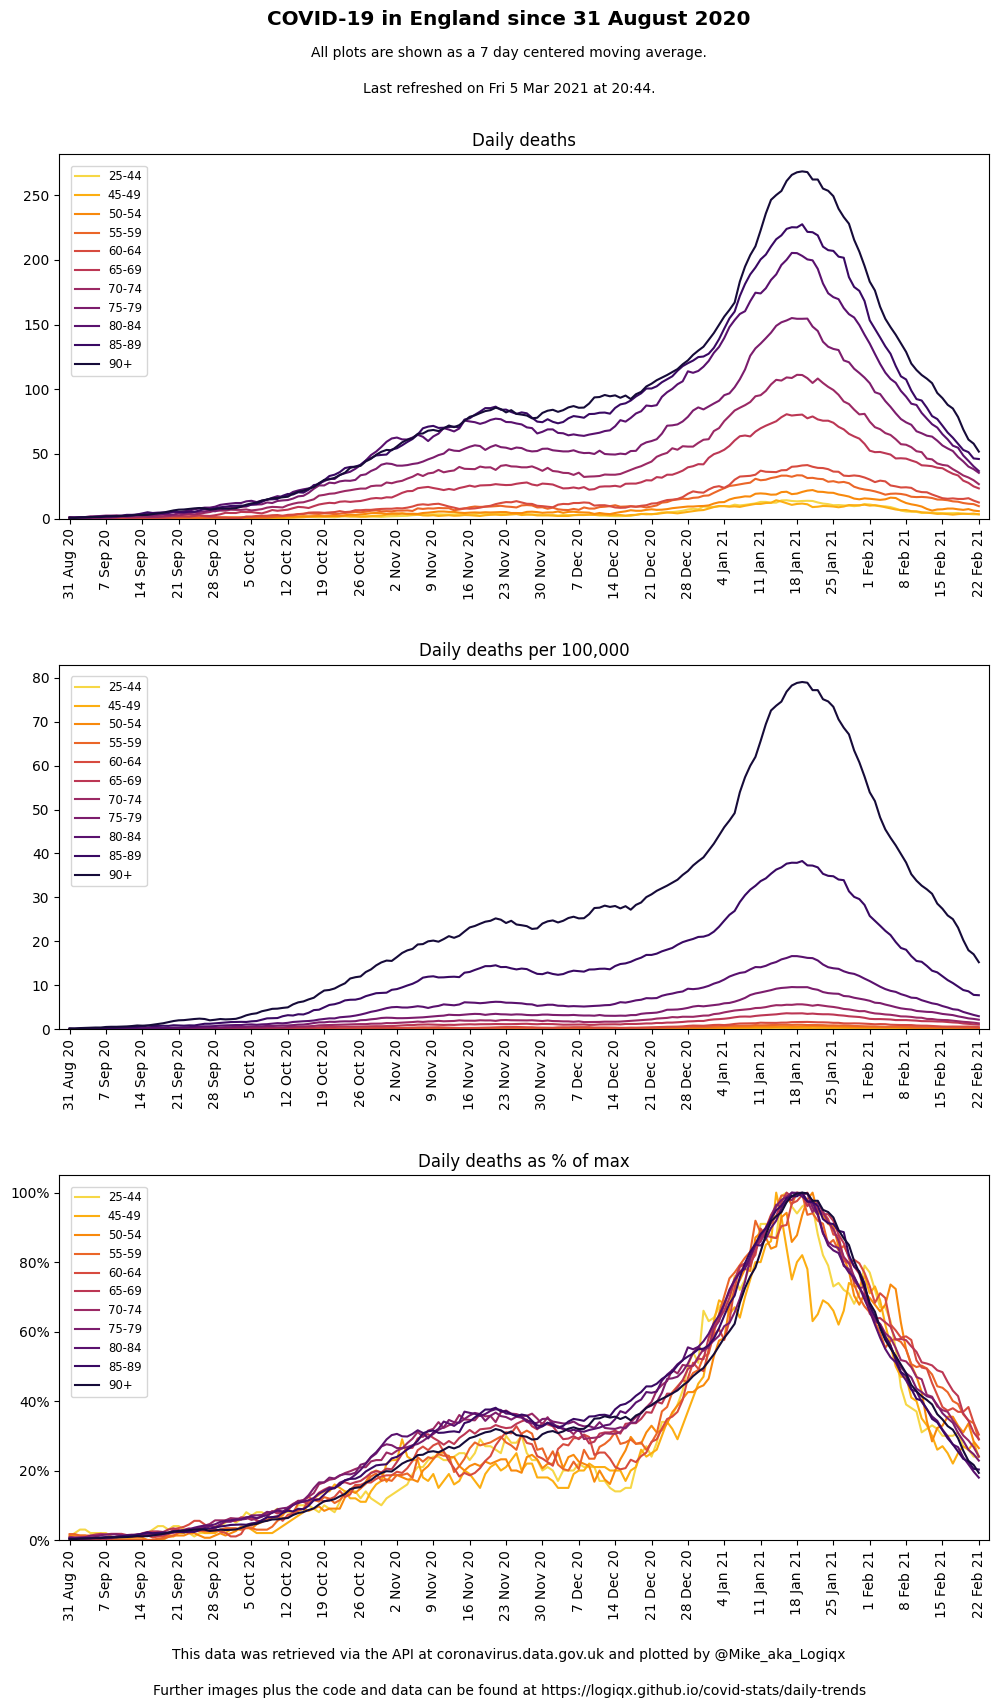 COVID-19 in England since 31 August 2020
All plots are shown as a 7 day centered moving average.
Last refreshed on Fri 5 Mar 2021 at 20:44.
Daily deaths
250
200
150
100
50
0
25-44
45-49
50-54
55-59
60-64
65-69
70-74
75-79
80-84
85-89
90+
31 Aug 20
7 Sep 20
14 Sep 20
21 Sep 20
28 Sep 20
5 Oct 20
12 Oct 20
19 Oct 20
26 Oct 20
2 Nov 20
9 Nov 20
16 Nov 20
23 Nov 20
30 Nov 20
7 Dec 20
14 Dec 20
21 Dec 20
28 Dec 20
4 Jan 21
11 Jan 21
18 Jan 21
25 Jan 21
1 Feb 21
8 Feb 21
15 Feb 21
22 Feb 21
Daily deaths per 100,000
80
70
60
50
40
30
20
10
0
25-44
45-49
50-54
55-59
60-64
65-69
70-74
75-79
80-84
85-89
90+
31 Aug 20
7 Sep 20
14 Sep 20
21 Sep 20
28 Sep 20
5 Oct 20
12 Oct 20
19 Oct 20
26 Oct 20
2 Nov 20
9 Nov 20
16 Nov 20
23 Nov 20
30 Nov 20
7 Dec 20
14 Dec 20
21 Dec 20
28 Dec 20
4 Jan 21
11 Jan 21
18 Jan 21
25 Jan 21
1 Feb 21
8 Feb 21
15 Feb 21
22 Feb 21
Daily deaths as % of max
100%
80%
60%
40%
20%
0%
25-44
45-49
50-54
55-59
60-64
65-69
70-74
75-79
80-84
85-89
90+
31 Aug 20
7 Sep 20
14 Sep 20
21 Sep 20
28 Sep 20
5 Oct 20
12 Oct 20
19 Oct 20
26 Oct 20
2 Nov 20
9 Nov 20
16 Nov 20
23 Nov 20
30 Nov 20
7 Dec 20
14 Dec 20
21 Dec 20
28 Dec 20
4 Jan 21
11 Jan 21
18 Jan 21
25 Jan 21
1 Feb 21
8 Feb 21
15 Feb 21
22 Feb 21
This data was retrieved via the API at coronavirus.data.gov.uk and plotted by @Mike_aka_Logiqx
Further images plus the code and data can be found at https://logiqx.github.io/covid-stats/daily-trends